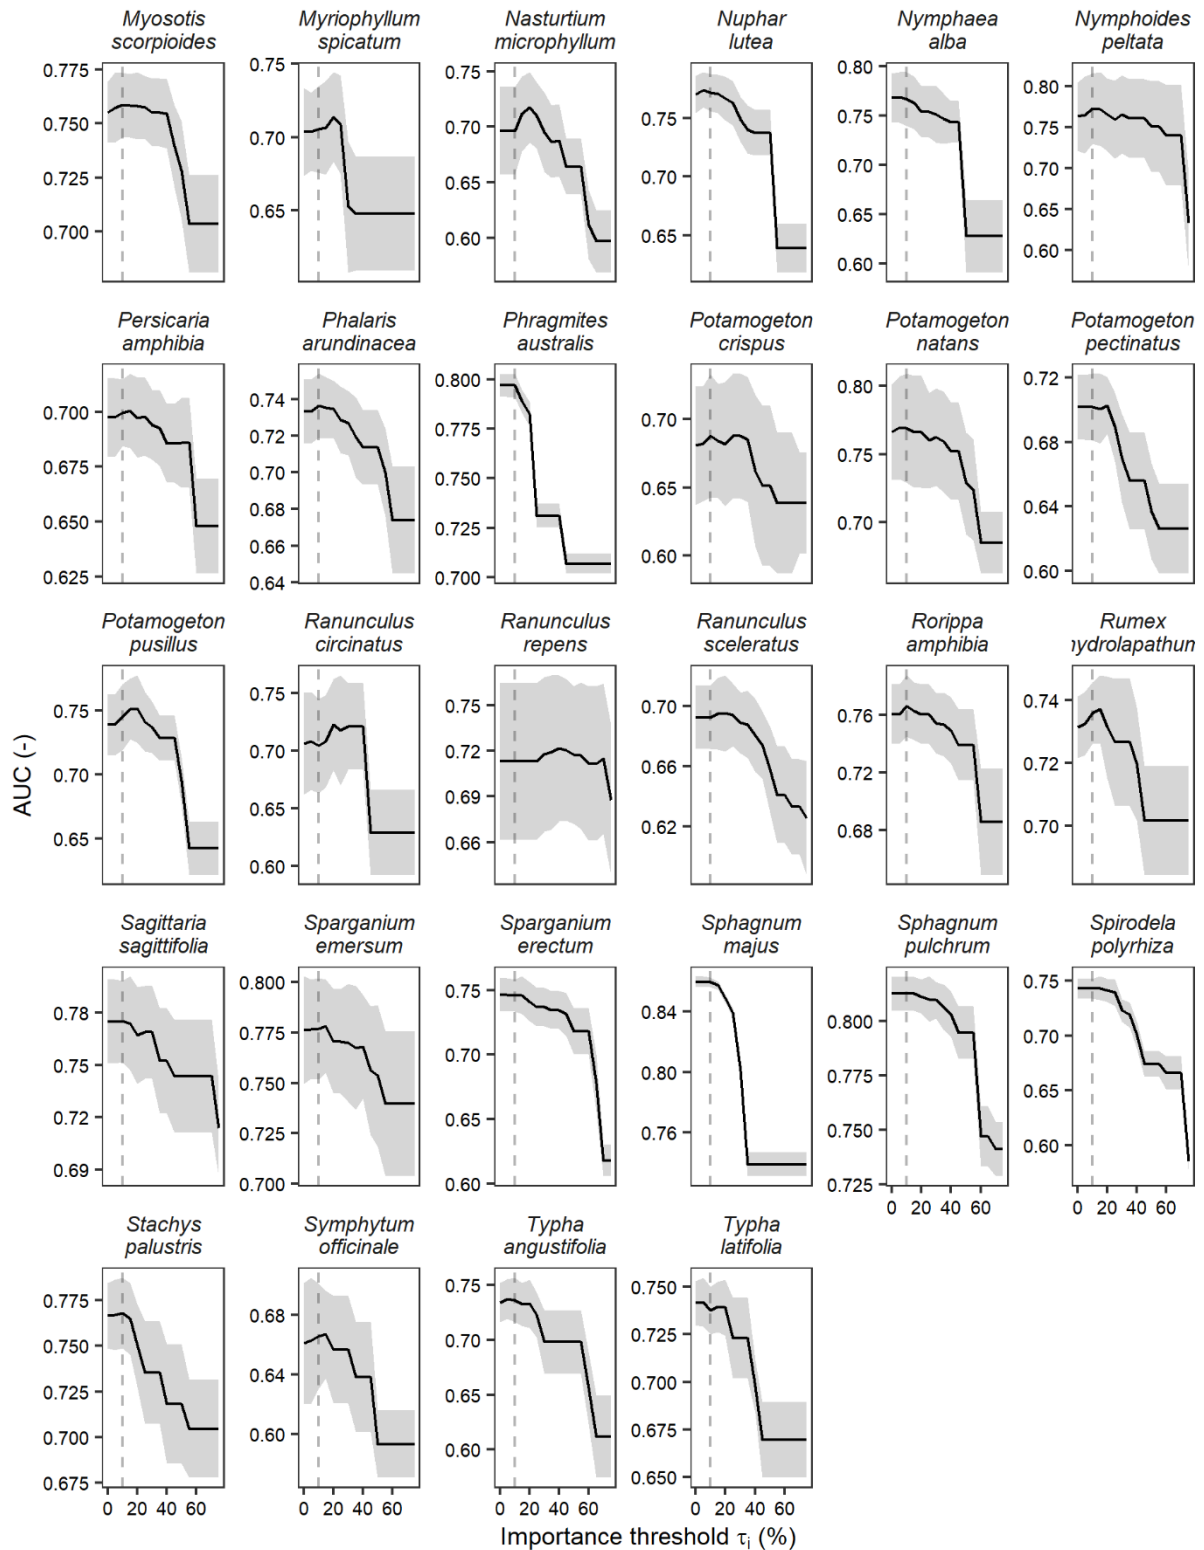 Myosotis
scorpioides
Myriophyllum
spicatum
Nasturtium
microphyllum
Nuphar
lutea
Nymphaea
alba
Nymphoides
peltata
0.775
0.750
0.725
0.700
0.75
0.70
0.65
0.75
0.70
0.65
0.60
0.75
0.70
0.65
0.80
0.75
0.70
0.65
0.60
0.80
0.75
0.70
0.65
0.60
Persicaria
amphibia
Phalaris
arundinacea
Phragmites
australis
Potamogeton
crispus
Potamogeton
natans
Potamogeton
pectinatus
0.700
0.675
0.650
0.625
0.74
0.72
0.70
0.68
0.66
0.64
0.800
0.775
0.750
0.725
0.700
0.70
0.65
0.60
0.80
0.75
0.70
0.72
0.68
0.64
0.60
Potamogeton
pusillus
Ranunculus
circinatus
Ranunculus
repens
Ranunculus
sceleratus
Rorippa
amphibia
Rumex
hydrolapathum
0.75
0.70
0.65
0.75
0.70
0.65
0.60
0.75
0.72
0.69
0.66
0.70
0.66
0.62
0.76
0.72
0.68
0.74
0.72
0.70
AUC (-)
Sagittaria
sagittifolia
Sparganium
emersum
Sparganium
erectum
Sphagnum
majus
Sphagnum
pulchrum
Spirodela
polyrhiza
0.78
0.75
0.72
0.69
0.800
0.775
0.750
0.725
0.700
0.75
0.70
0.65
0.60
0.84
0.80
0.76
0.800
0.775
0.750
0.725
0.75
0.70
0.65
0.60
0 20 40 60
0 20 40 60
Stachys
palustris
Symphytum
officinale
Typha
angustifolia
Typha
latifolia
0.775
0.750
0.725
0.700
0.675
0.68
0.64
0.60
0.75
0.70
0.65
0.60
0.750
0.725
0.700
0.675
0.650
0 20 40 60
0 20 40 60
0 20 40 60
0 20 40 60
Importance threshold τi (%)